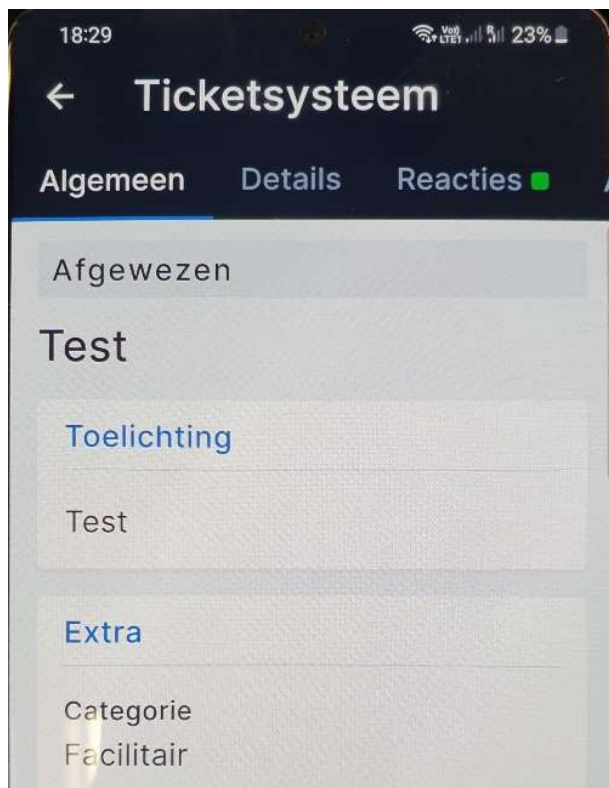 18:29 23%
Ticketsysteem
Algemeen Details Reacties
Afgewezen
Test
Toelichting
Test
Extra
Categorie
Facilitair